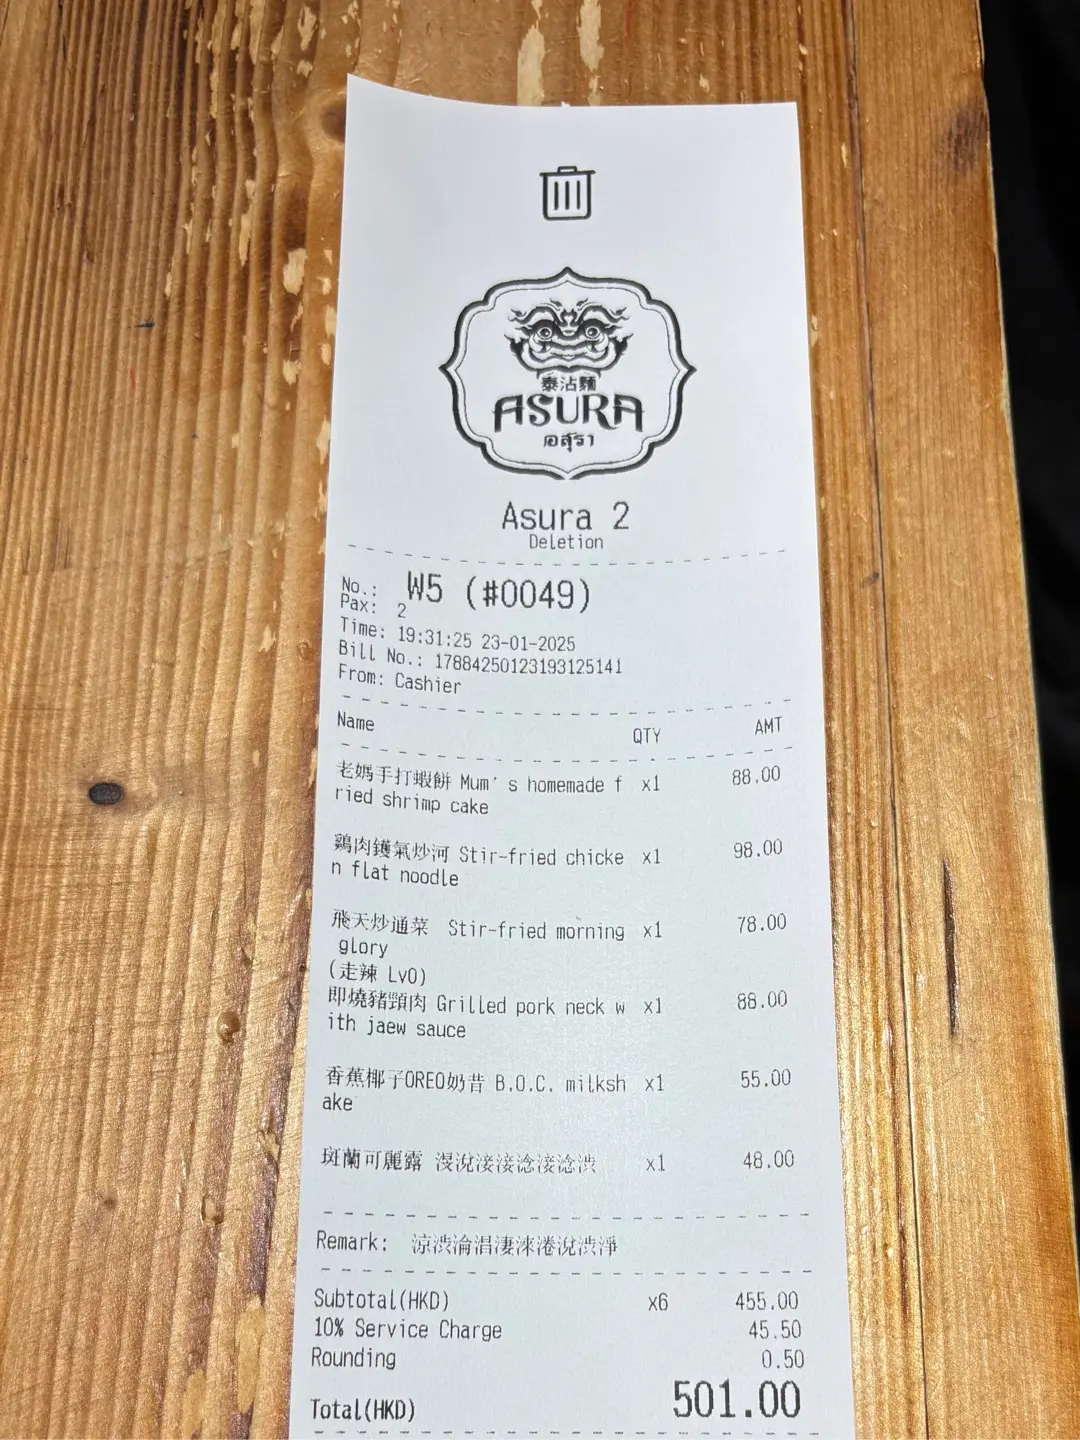 泰沾麵
ASURA
อสุรา
Asura 2
Deletion
No.: W5 (#0049)
Pax: 2
Time: 19:31:25 23-01-2025
Bill No.: 17884250123193125141
From: Cashier
Name QTY AMT
老媽手打蝦餅 Mum's homemade f x1 88.00
ried shrimp cake
鷄肉鑊氣炒河 Stir-fried chicke x1 98.00
n flat noodle
飛天炒通菜 Stir-fried morning x1 78.00
glory
(走辣 Lv0)
即燒豬頸肉 Grilled pork neck w x1 88.00
ith jaew sauce
香蕉椰子OREO奶昔 B.O.C. milksh x1 55.00
ake
斑蘭可麗露 x1 48.00
Remark:
Subtotal(HKD) x6 455.00
10% Service Charge 45.50
Rounding 0.50
Total(HKD) 501.00